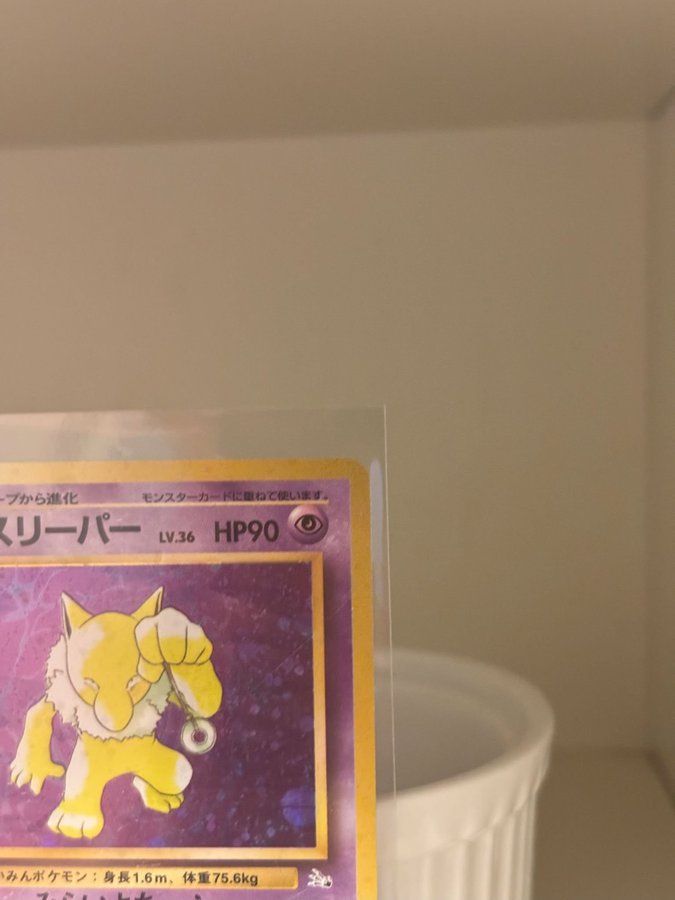 ープから進化 モンスターカードに重ねて使います。
スリーパー LV.36 HP90
いみんポケモン：身長1.6m、体重75.6kg